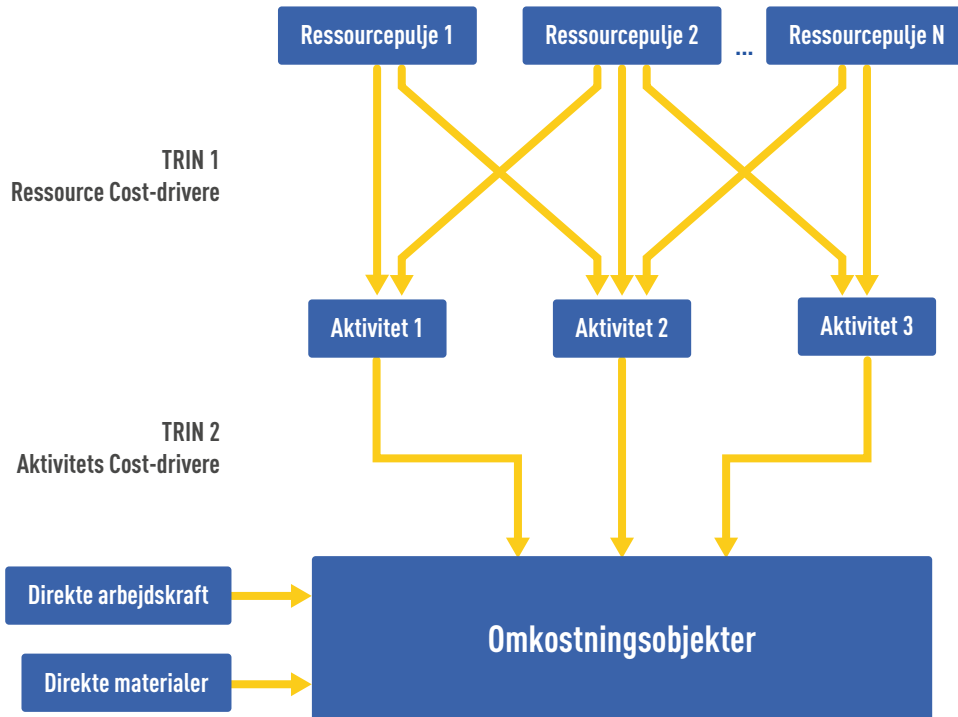 Ressourcepulje 1
Ressourcepulje 2
...
Ressourcepulje N
TRIN 1
Ressource Cost-drivere
Aktivitet 1
Aktivitet 2
Aktivitet 3
TRIN 2
Aktivitets Cost-drivere
Direkte arbejdskraft
Omkostningsobjekter
Direkte materialer